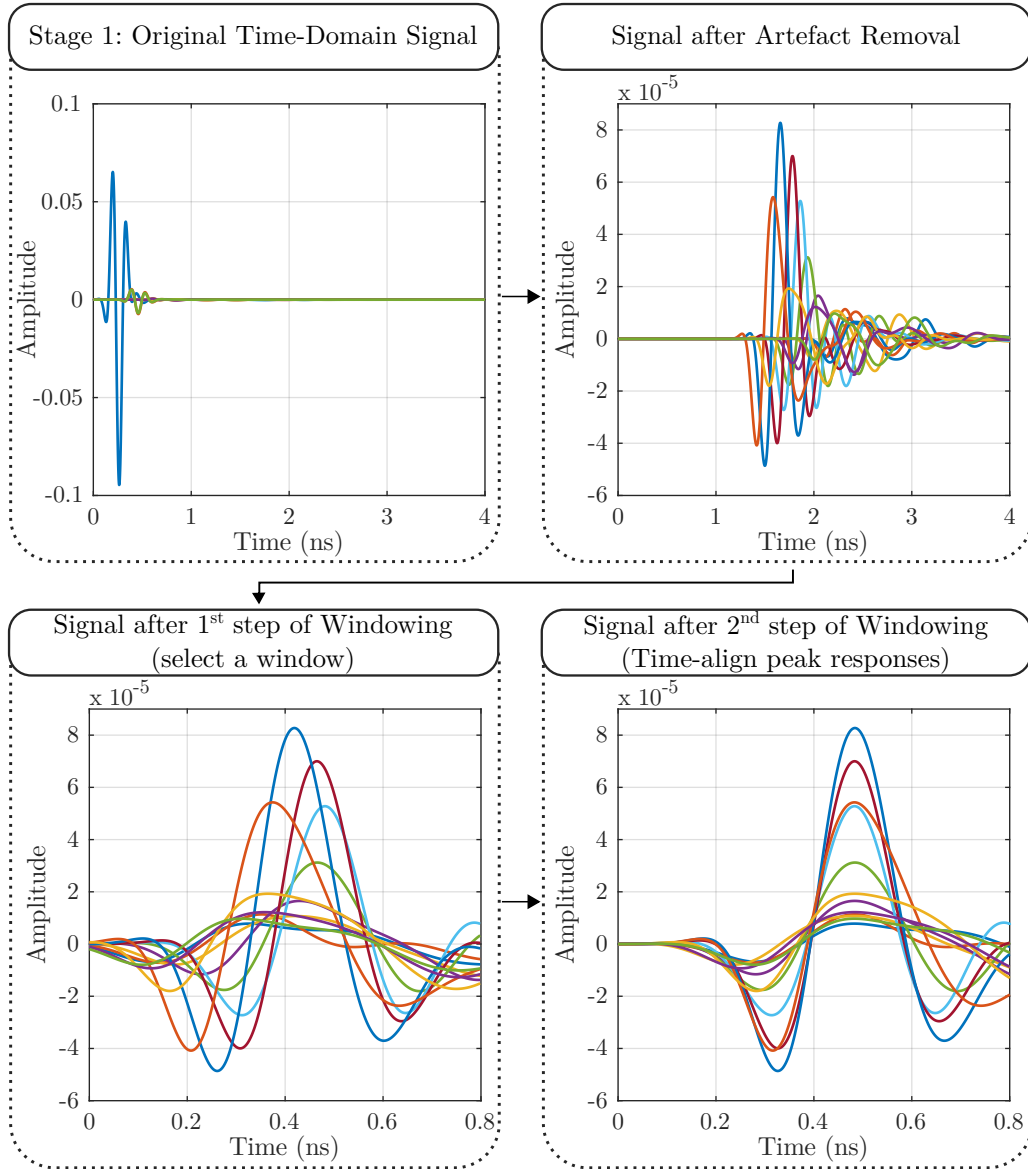 Stage 1: Original Time-Domain Signal
0.1
0.05
0
-0.05
-0.1
Amplitude
0 1 2 3 4
Time (ns)
Signal after Artefact Removal
x 10-5
8
6
4
2
0
-2
-4
-6
Amplitude
0 1 2 3 4
Time (ns)
Signal after 1st step of Windowing
(select a window)
x 10-5
8
6
4
2
0
-2
-4
-6
Amplitude
0 0.2 0.4 0.6 0.8
Time (ns)
Signal after 2nd step of Windowing
(Time-align peak responses)
x 10-5
8
6
4
2
0
-2
-4
-6
Amplitude
0 0.2 0.4 0.6 0.8
Time (ns)